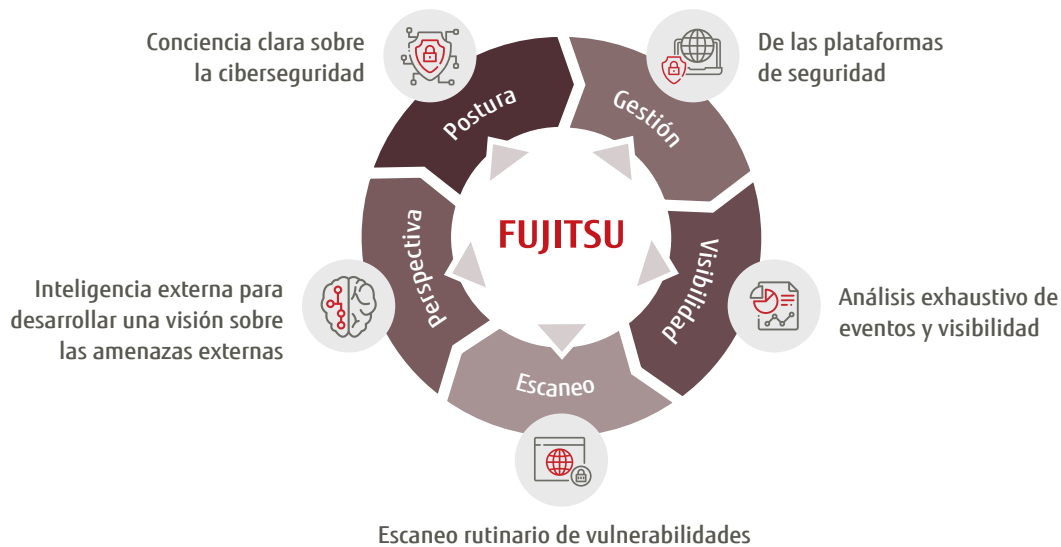 Conciencia clara sobre
la ciberseguridad
De las plataformas
de seguridad
Postura
Gestión
FUJITSU
Perspectiva
Visibilidad
Inteligencia externa para
desarrollar una visión sobre
las amenazas externas
Análisis exhaustivo de
eventos y visibilidad
Escaneo
Escaneo rutinario de vulnerabilidades